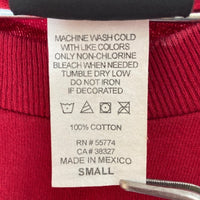 MACHINE WASH COLD
WITH LIKE COLORS
ONLY NON-CHLORINE
BLEACH WHEN NEEDED
TUMBLE DRY LOW
DO NOT IRON
IF DECORATED
100% COTTON
RN # 55774
CA # 38327
MADE IN MEXICO
SMALL